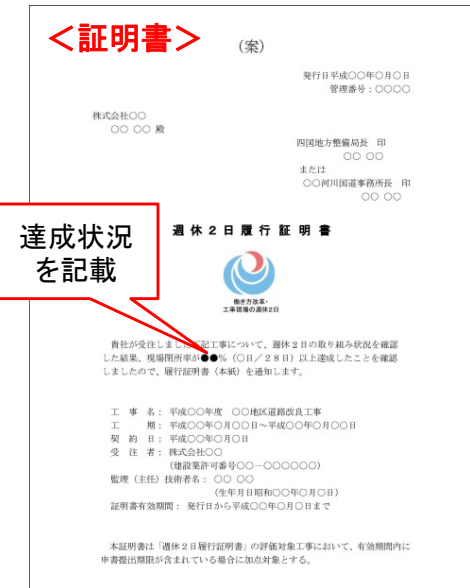 <証明書>
(案)
発行日平成○○年○月○日
管理番号：○○○○
株式会社○○
○○ ○○ 殿
四国地方整備局長 印
○○ ○○
または
○○河川国道事務所長 印
○○ ○○
達成状況
を記載
週休２日履行証明書
働き方改革・
工事現場の週休2日
貴社が受注しました下記工事について、週休２日の取り組み状況を確認
した結果、現場閉所率が●●％（○日／２８日）以上達成したことを確認
しましたので、履行証明書（本紙）を通知します。
工 事 名：平成○○年度 ○○地区道路改良工事
工 期：平成○○年○月○○日～平成○○年○月○○日
契 約 日：平成○○年○月○日
受 注 者：株式会社○○
(建設業許可番号○○－○○○○○○)
監理（主任）技術者名：○○ ○○
(生年月日昭和○○年○月○日)
証明書有効期間：発行日から平成○○年○月○日まで
本証明書は「週休２日履行証明書」の評価対象工事において、有効期間内に
申書提出期限が含まれている場合に加点対象とする。